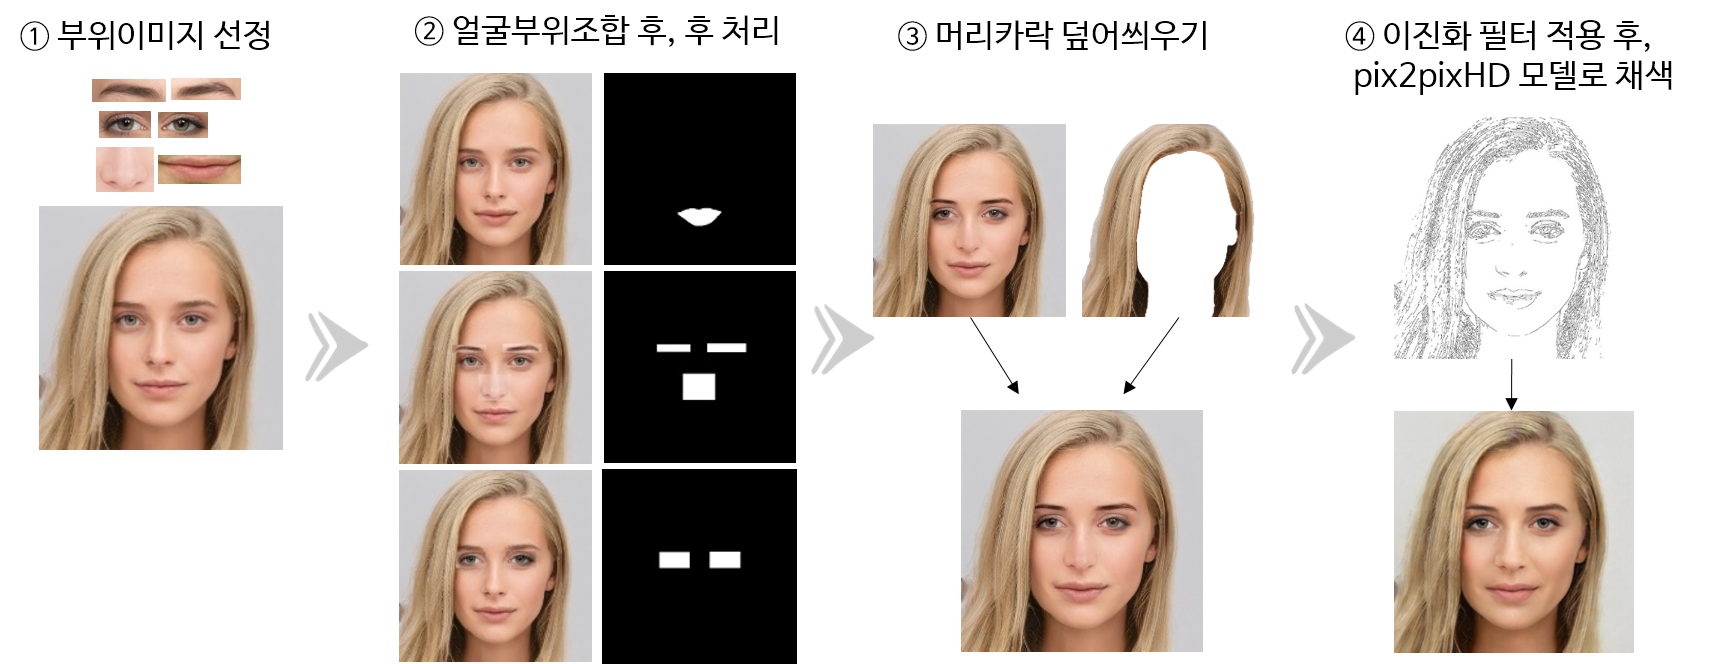 ① 부위이미지 선정
② 얼굴부위조합 후, 후 처리
③ 머리카락 덮어씌우기
④ 이진화 필터 적용 후,
pix2pixHD 모델로 채색